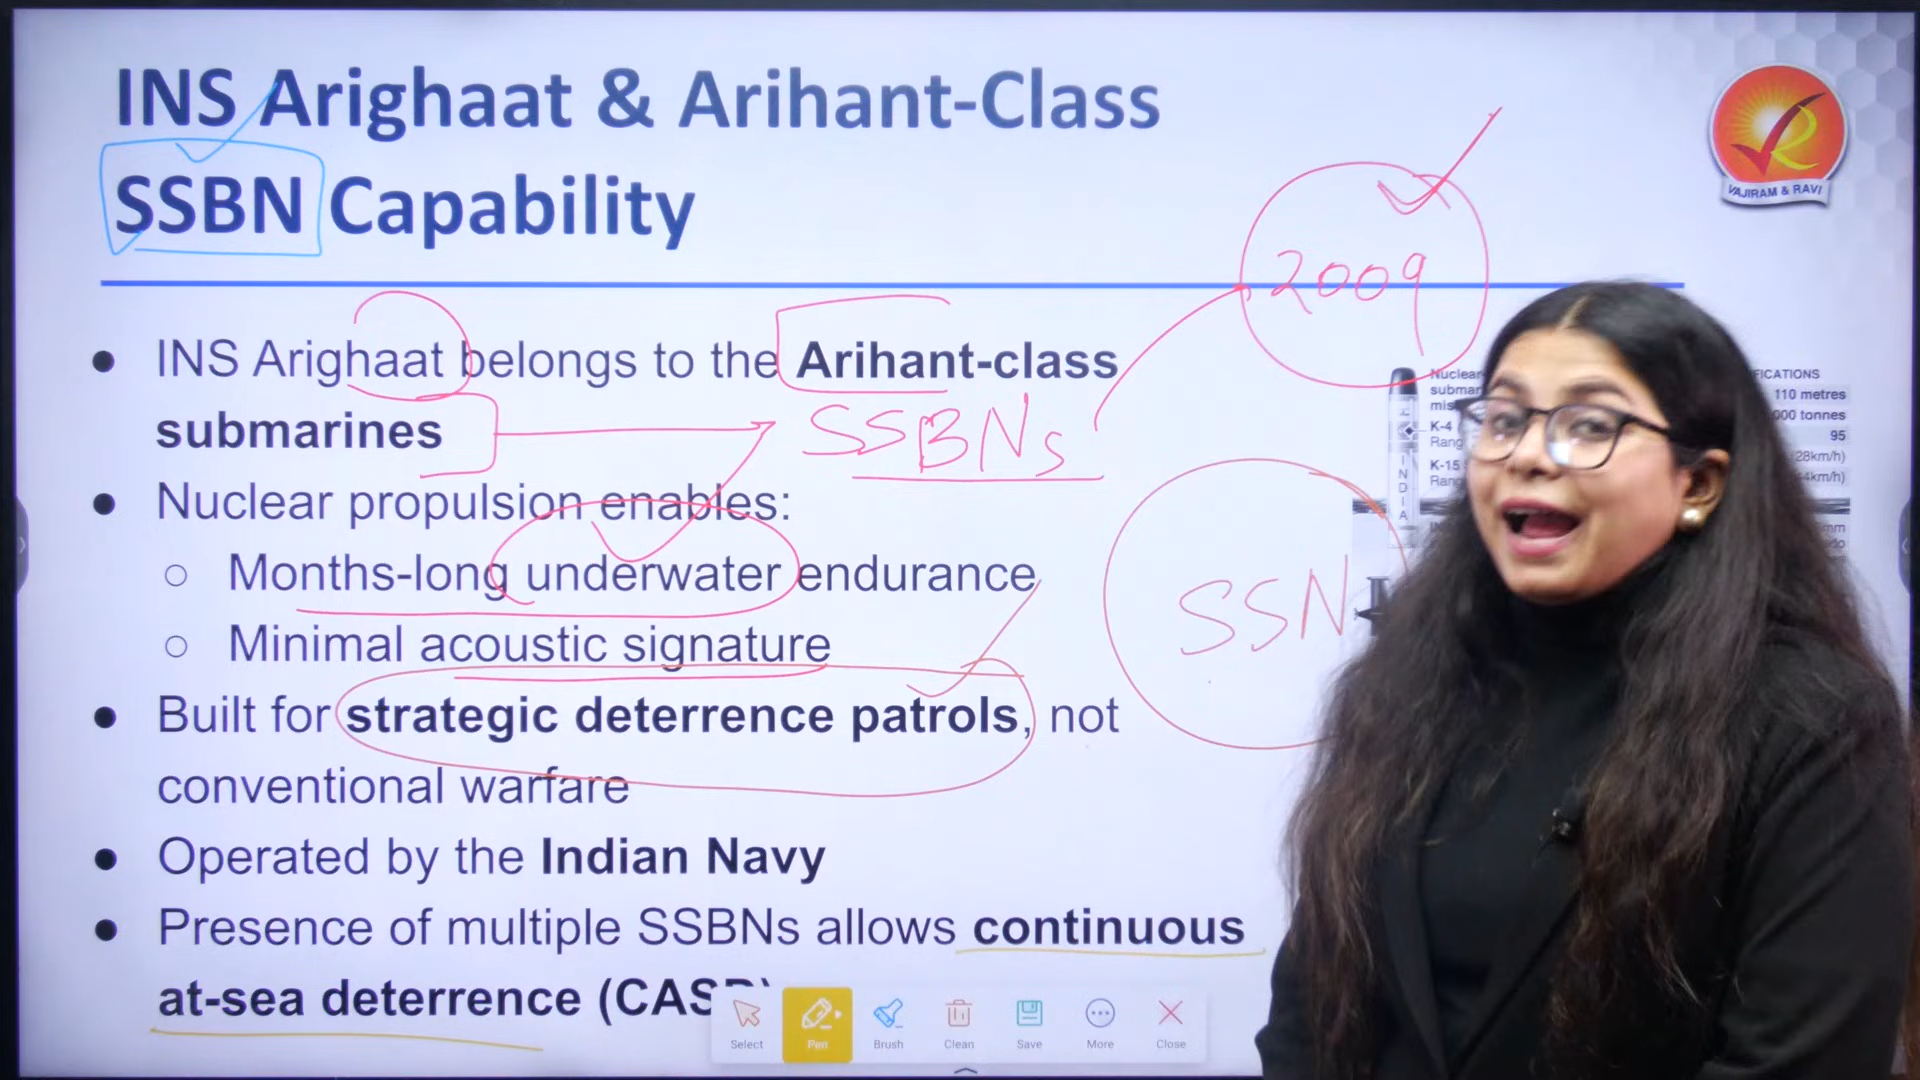 INS Arighaat & Arihant-Class
SSBN Capability
VAJIRAM & RAVI
2009
● INS Arighaat belongs to the Arihant-class
submarines
SSBNs
● Nuclear propulsion enables:
○ Months-long underwater endurance
○ Minimal acoustic signature
SSN
● Built for strategic deterrence patrols, not
conventional warfare
● Operated by the Indian Navy
● Presence of multiple SSBNs allows continuous
at-sea deterrence
110 metres
95
K-4
K-15
INDIA
Select
Pen
Brush
Clean
Save
More
Close